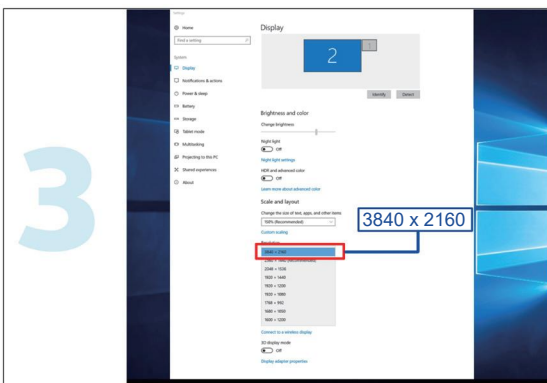 3
Settings
Home
Find a setting
System
Display
Notifications & actions
Power & sleep
Battery
Storage
Tablet mode
Multitasking
Projecting to this PC
Shared experiences
About
Display
2
1
Identify
Detect
Brightness and color
Change brightness
Night light
Off
Night light settings
HDR and advanced color
Off
Learn more about advanced color
Scale and layout
Change the size of text, apps, and other items
(Recommended)
Custom scaling
Resolution
3840 × 2160
(Recommended)
2048 × 1536
1920 × 1440
1920 × 1200
1920 × 1080
1768 × 992
1680 × 1050
1600 × 1200
Connect to a wireless display
3D display mode
Off
Display adapter properties
3840 x 2160